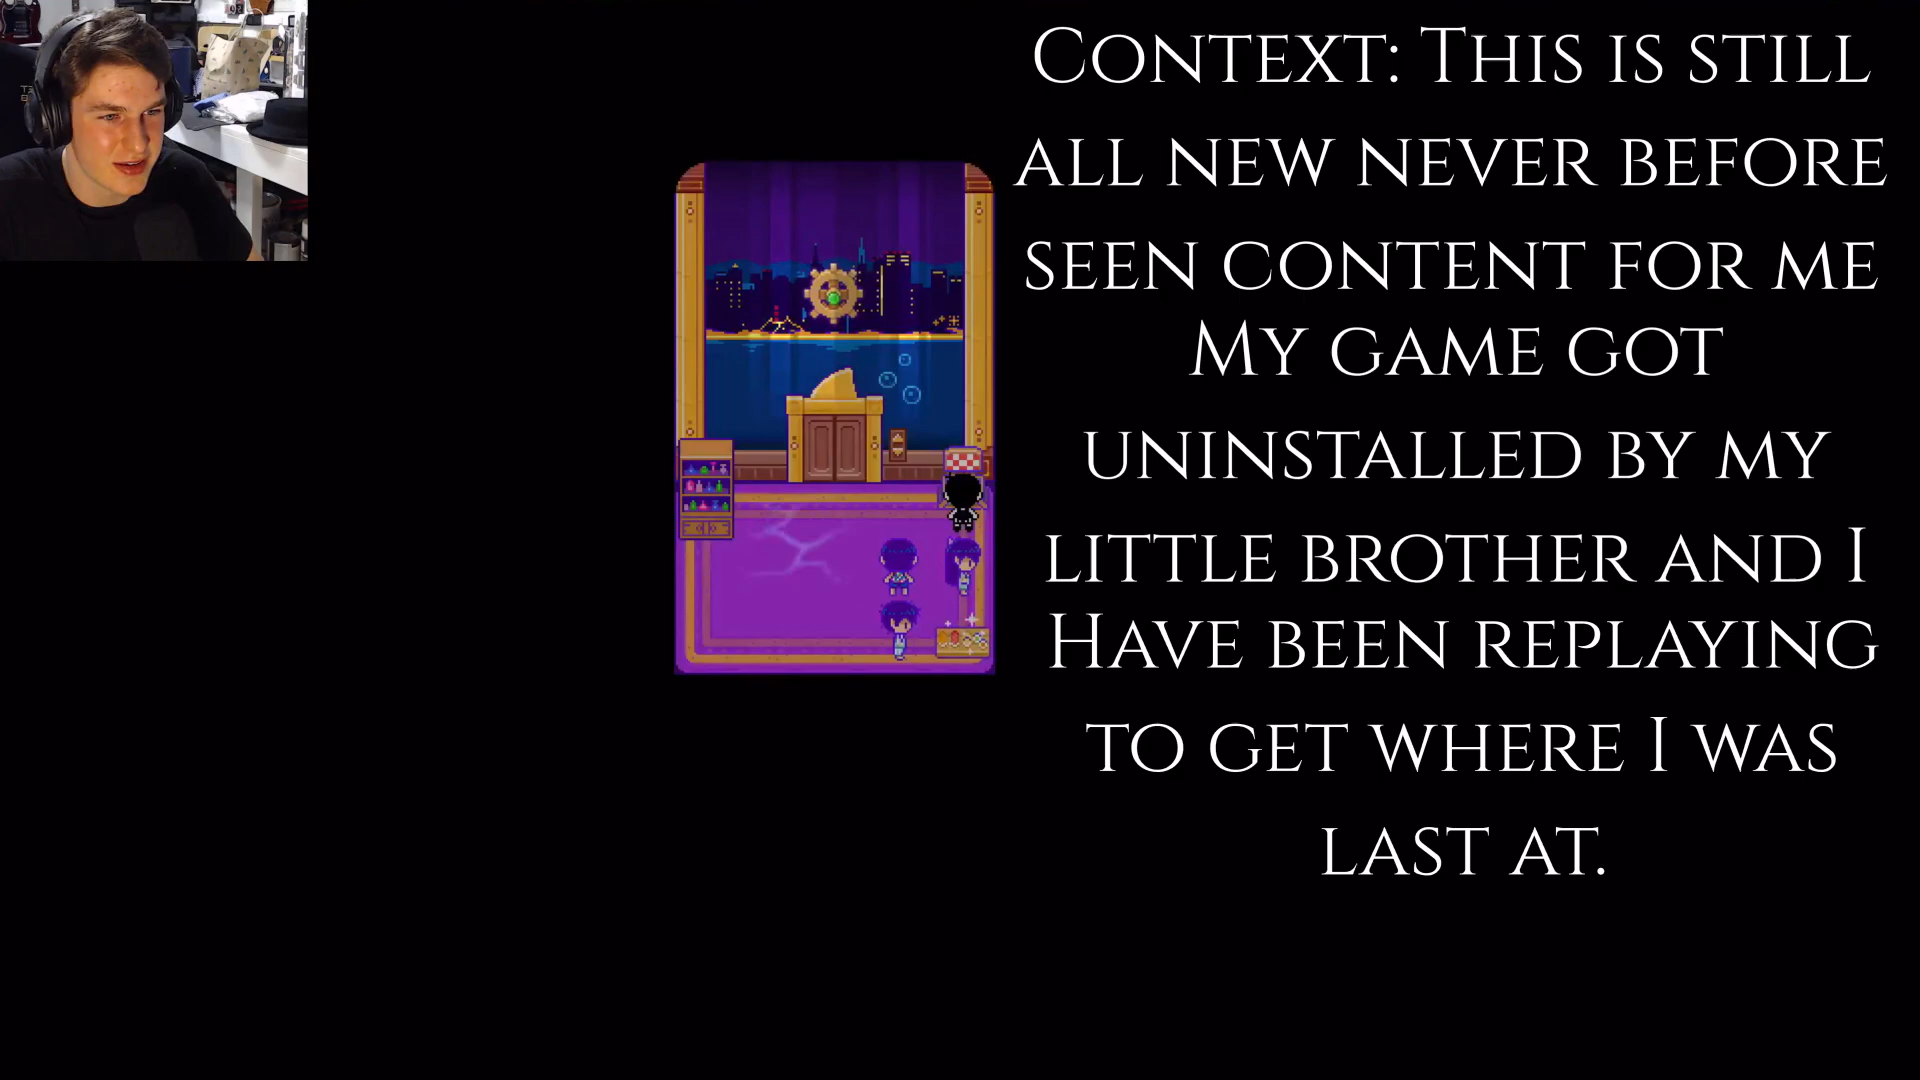 Context: This is still
all new never before
seen content for me
My game got
uninstalled by my
little brother and I
Have been replaying
to get where I was
last at.